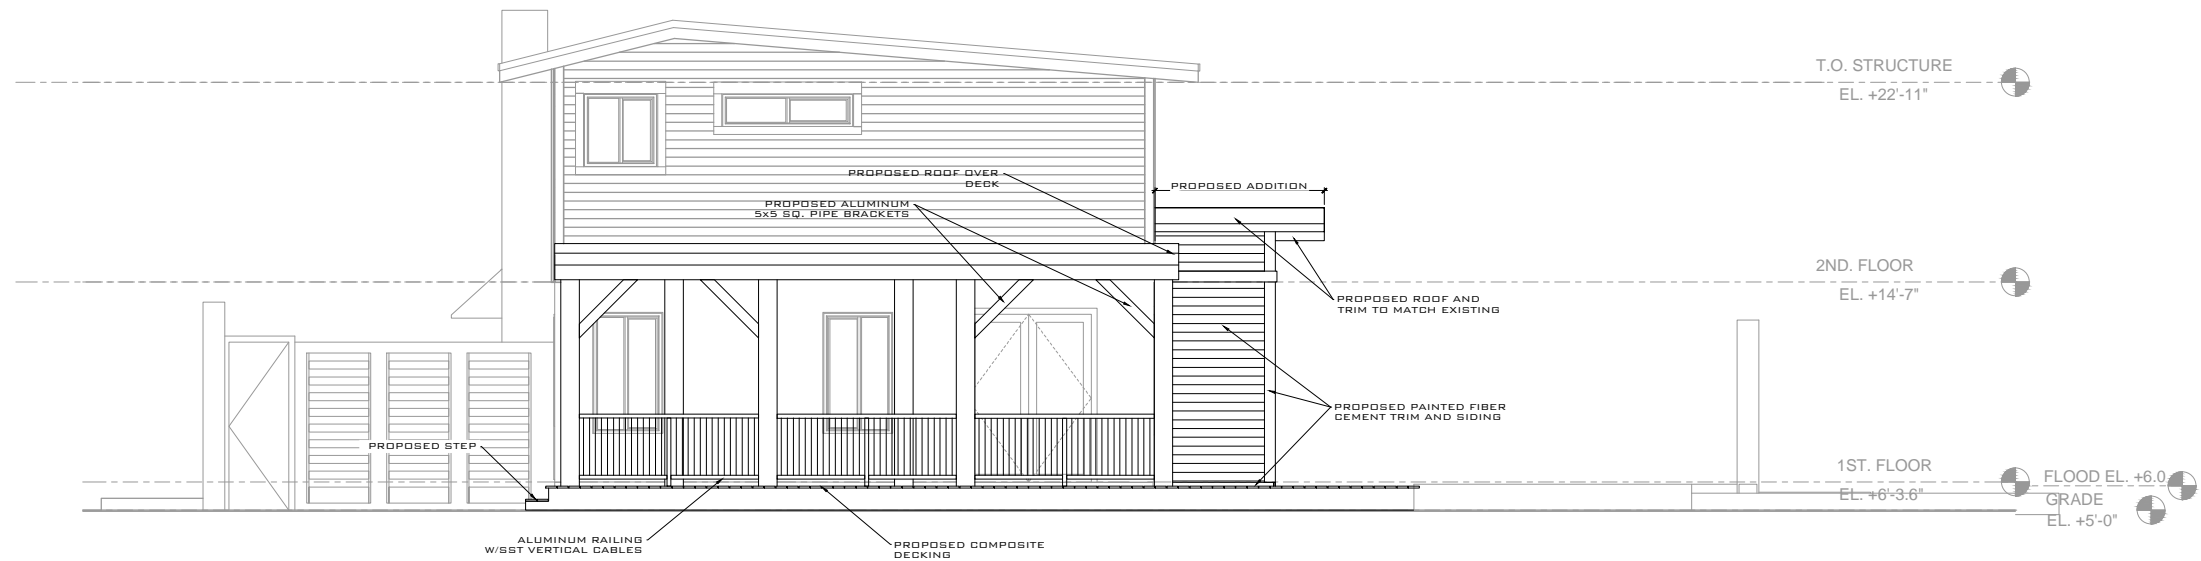 T.O. STRUCTURE
EL. +22'-11"
PROPOSED ROOF OVER
DECK
PROPOSED ADDITION
PROPOSED ALUMINUM
5x5 SQ. PIPE BRACKETS
2ND. FLOOR
EL. +14'-7"
PROPOSED ROOF AND
TRIM TO MATCH EXISTING
PROPOSED PAINTED FIBER
CEMENT TRIM AND SIDING
PROPOSED STEP
1ST. FLOOR
EL. +6'-3.6"
FLOOD EL. +6.0
GRADE
EL. +5'-0"
ALUMINUM RAILING
W/SST VERTICAL CABLES
PROPOSED COMPOSITE
DECKING